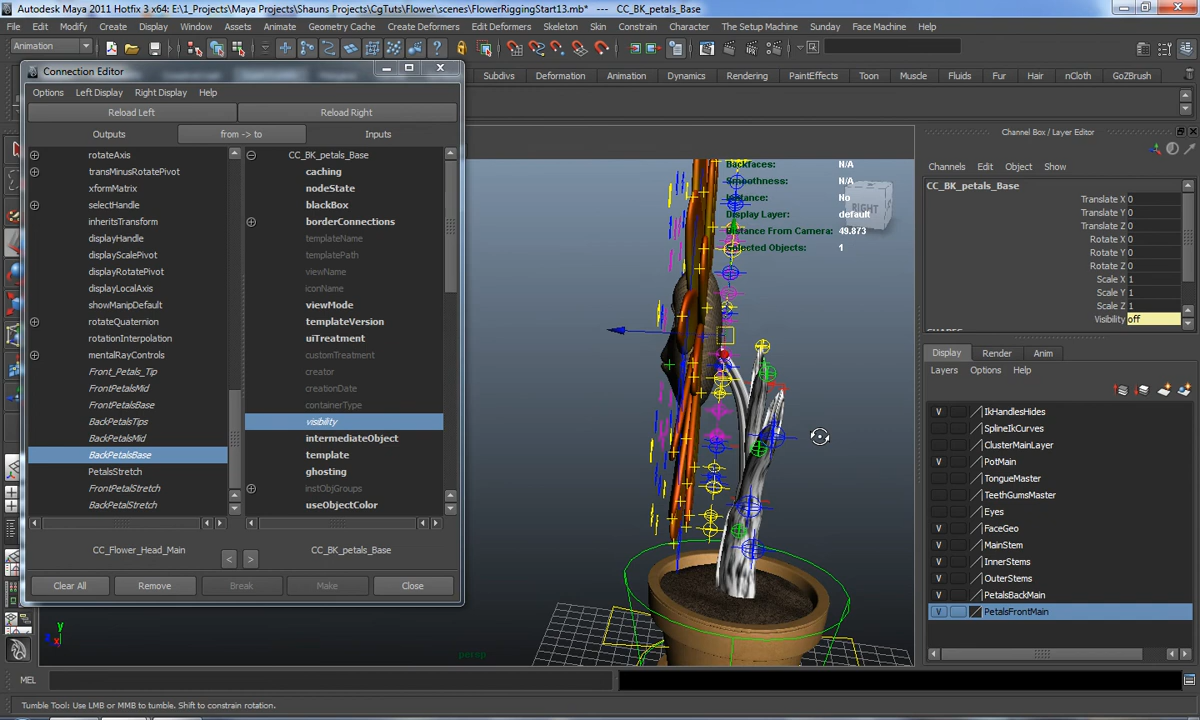 Autodesk Maya 2011 Hotfix 3 x64: E:\1_Projects\Maya Projects\Shauns Projects\CgTuts\Flower\scenes\FlowerRiggingStart13.mb* --- CC_BK_petals_Base
File Edit Modify Create Display Window Assets Animate Geometry Cache Create Deformers Edit Deformers Skeleton Skin Constrain Character The Setup Machine Sunday Face Machine Help
Animation
Subdivs Deformation Animation Dynamics Rendering PaintEffects Toon Muscle Fluids Fur Hair nCloth GoZBrush
Connection Editor
Options Left Display Right Display Help
Reload Left Reload Right
Outputs from -> to Inputs
rotateAxis CC_BK_petals_Base
transMinusRotatePivot caching
xformMatrix nodeState
selectHandle blackBox
inheritsTransform borderConnections
displayHandle templateName
displayScalePivot templatePath
displayRotatePivot viewName
displayLocalAxis iconName
showManipDefault viewMode
rotateQuaternion templateVersion
rotationInterpolation uiTreatment
mentalRayControls customTreatment
Front_Petals_Tip creator
FrontPetalsMid creationDate
FrontPetalsBase containerType
BackPetalsTips visibility
BackPetalsMid intermediateObject
BackPetalsBase template
PetalsStretch ghosting
FrontPetalStretch instObjGroups
BackPetalStretch useObjectColor
CC_Flower_Head_Main < > CC_BK_petals_Base
Clear All Remove Break Make Close
Backfaces: N/A
Smoothness: N/A
Instance: No
Display Layer: default
Distance From Camera: 49.873
Selected Objects: 1
RIGHT
y
x
persp
Channel Box / Layer Editor
Channels Edit Object Show
CC_BK_petals_Base
Translate X 0
Translate Y 0
Translate Z 0
Rotate X 0
Rotate Y 0
Rotate Z 0
Scale X 1
Scale Y 1
Scale Z 1
Visibility off
Display Render Anim
Layers Options Help
V IkHandlesHides
SplineIkCurves
ClusterMainLayer
V PotMain
TongueMaster
TeethGumsMaster
Eyes
V FaceGeo
V MainStem
V InnerStems
V OuterStems
V PetalsBackMain
V PetalsFrontMain
MEL
Tumble Tool: Use LMB or MMB to tumble. Shift to constrain rotation.